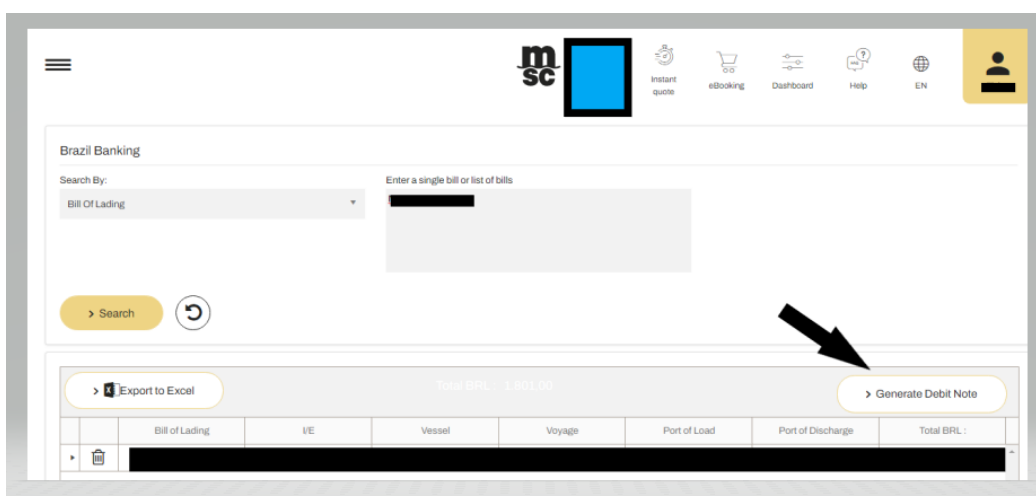 msc
Instant quote
eBooking
Dashboard
Help
EN
Brazil Banking
Search By:
Enter a single bill or list of bills
Bill Of Lading
> Search
> Export to Excel
Total BRL : 1,801.00
> Generate Debit Note
Bill of Lading
I/E
Vessel
Voyage
Port of Load
Port of Discharge
Total BRL :